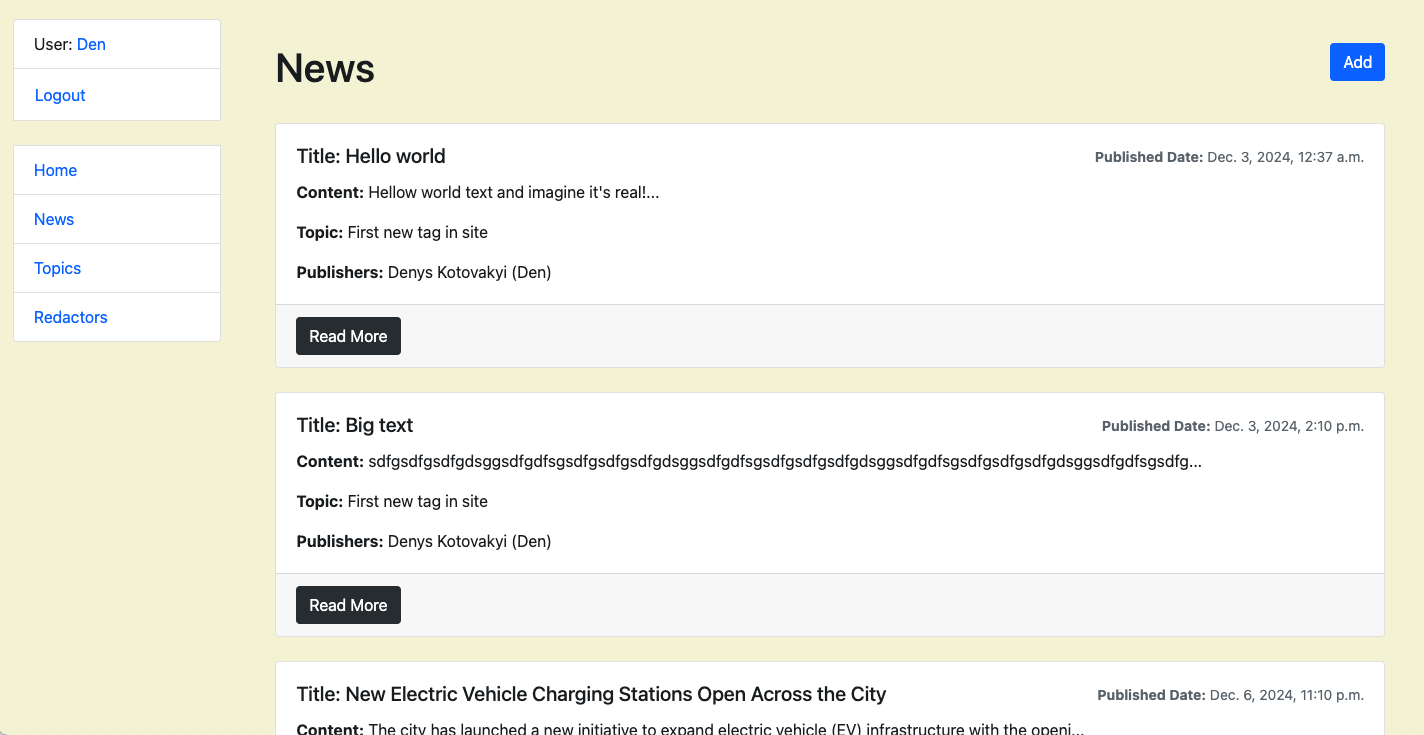 User: Den
Logout
Home
News
Topics
Redactors
News
Add
Title: Hello world
Published Date: Dec. 3, 2024, 12:37 a.m.
Content: Hellow world text and imagine it's real!...
Topic: First new tag in site
Publishers: Denys Kotovakyi (Den)
Read More
Title: Big text
Published Date: Dec. 3, 2024, 2:10 p.m.
Content: sdfgsdfgsdfgdsggsdfgdfsgsdfgsdfgsdfgdsggsdfgdfsgsdfgsdfgsdfgdsggsdfgdfsgsdfgsdfgsdfgdsggsdfgdfsgsdfg...
Topic: First new tag in site
Publishers: Denys Kotovakyi (Den)
Read More
Title: New Electric Vehicle Charging Stations Open Across the City
Published Date: Dec. 6, 2024, 11:10 p.m.
Content: The city has launched a new initiative to expand electric vehicle (EV) infrastructure with the openi...